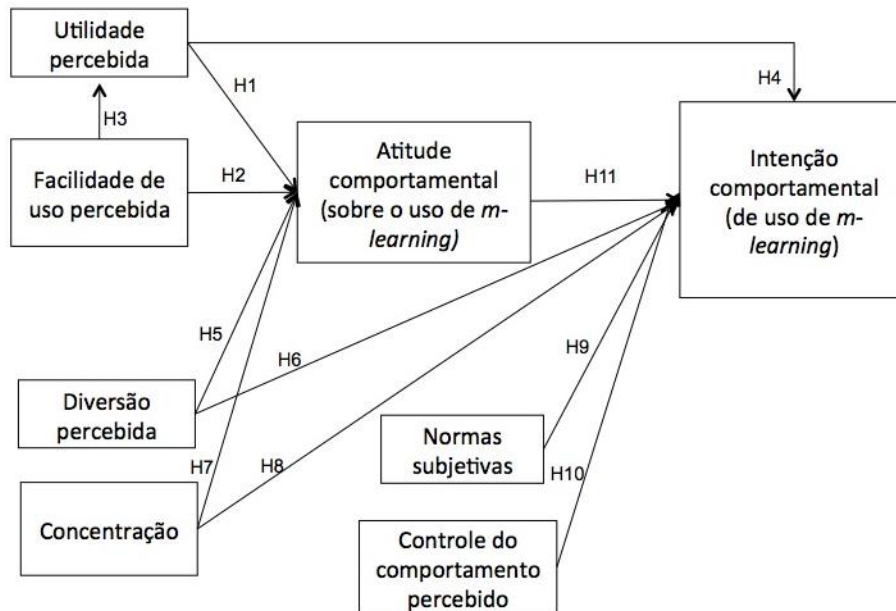 Utilidade
percebida
H4
H1
H3
Facilidade de
uso percebida
H2
Atitude
comportamental
(sobre o uso de m-
learning)
H11
Intenção
comportamental
(de uso de m-
learning)
H5
H6
H9
Diversão
percebida
Normas
subjetivas
H7
H8
H10
Concentração
Controle do
comportamento
percebido